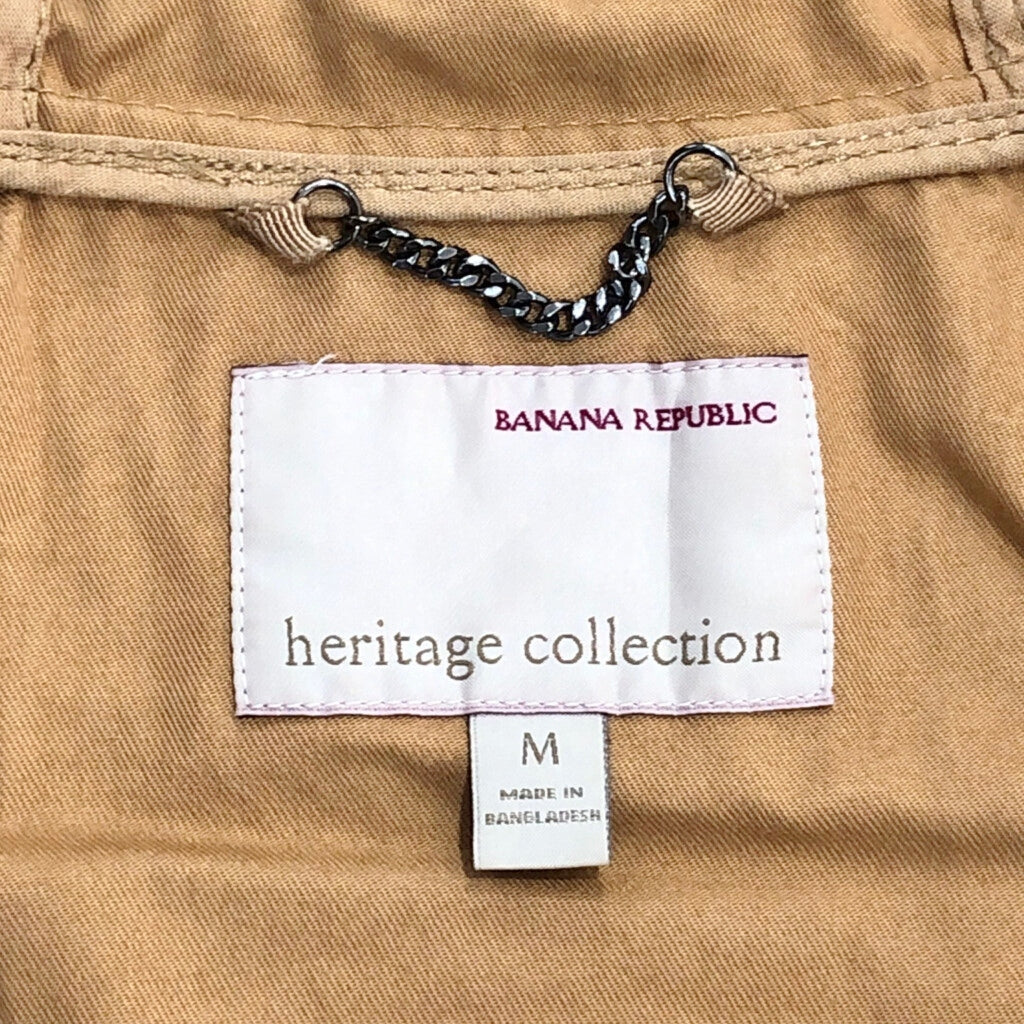 BANANA REPUBLIC
heritage collection
M
MADE IN
BANGLADESH